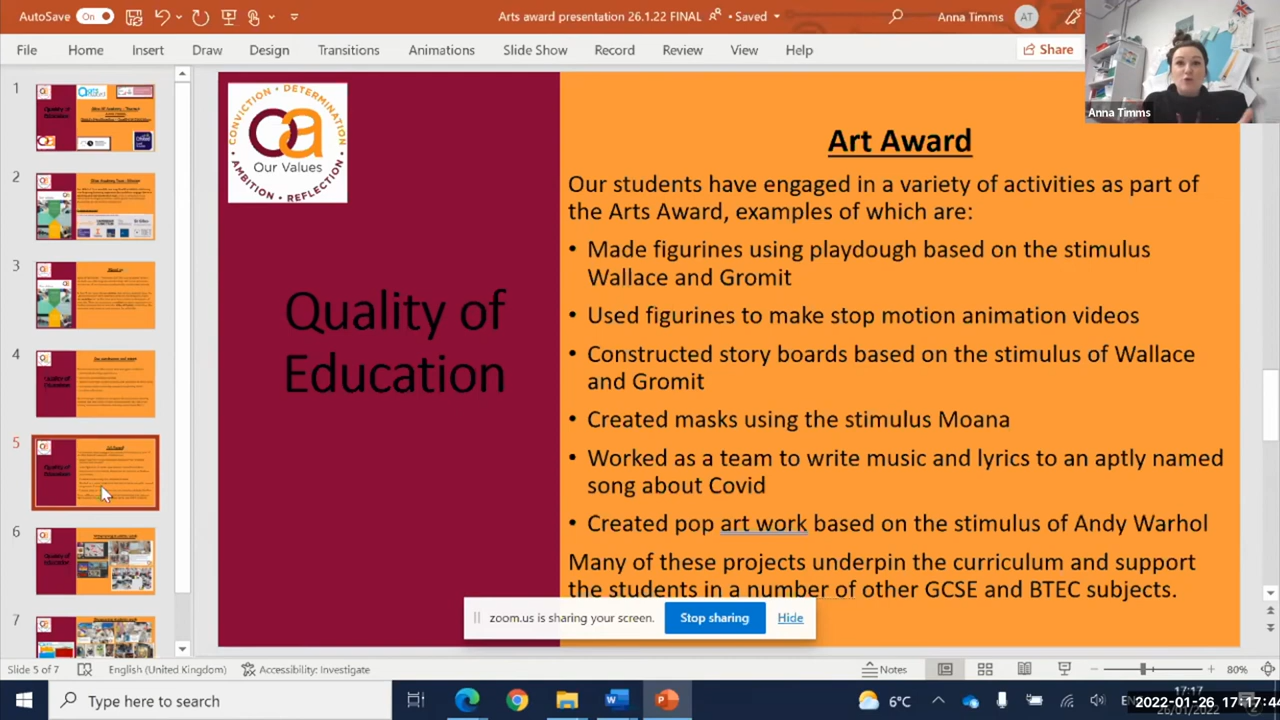 AutoSave On
Arts award presentation 26.1.22 FINAL • Saved
Anna Timms AT
File Home Insert Draw Design Transitions Animations Slide Show Record Review View Help Share
Anna Timms
1
2
3
4
5
6
7
CONVICTION • DETERMINATION • AMBITION • REFLECTION
oa
Our Values
Quality of
Education
Art Award
Our students have engaged in a variety of activities as part of
the Arts Award, examples of which are:
• Made figurines using playdough based on the stimulus
Wallace and Gromit
• Used figurines to make stop motion animation videos
• Constructed story boards based on the stimulus of Wallace
and Gromit
• Created masks using the stimulus Moana
• Worked as a team to write music and lyrics to an aptly named
song about Covid
• Created pop art work based on the stimulus of Andy Warhol
Many of these projects underpin the curriculum and support
the students in a number of other GCSE and BTEC subjects.
zoom.us is sharing your screen. Stop sharing Hide
Slide 5 of 7 English (United Kingdom) Accessibility: Investigate Notes 80%
Type here to search
6°C
17:17
2022-01-26 17:17:44